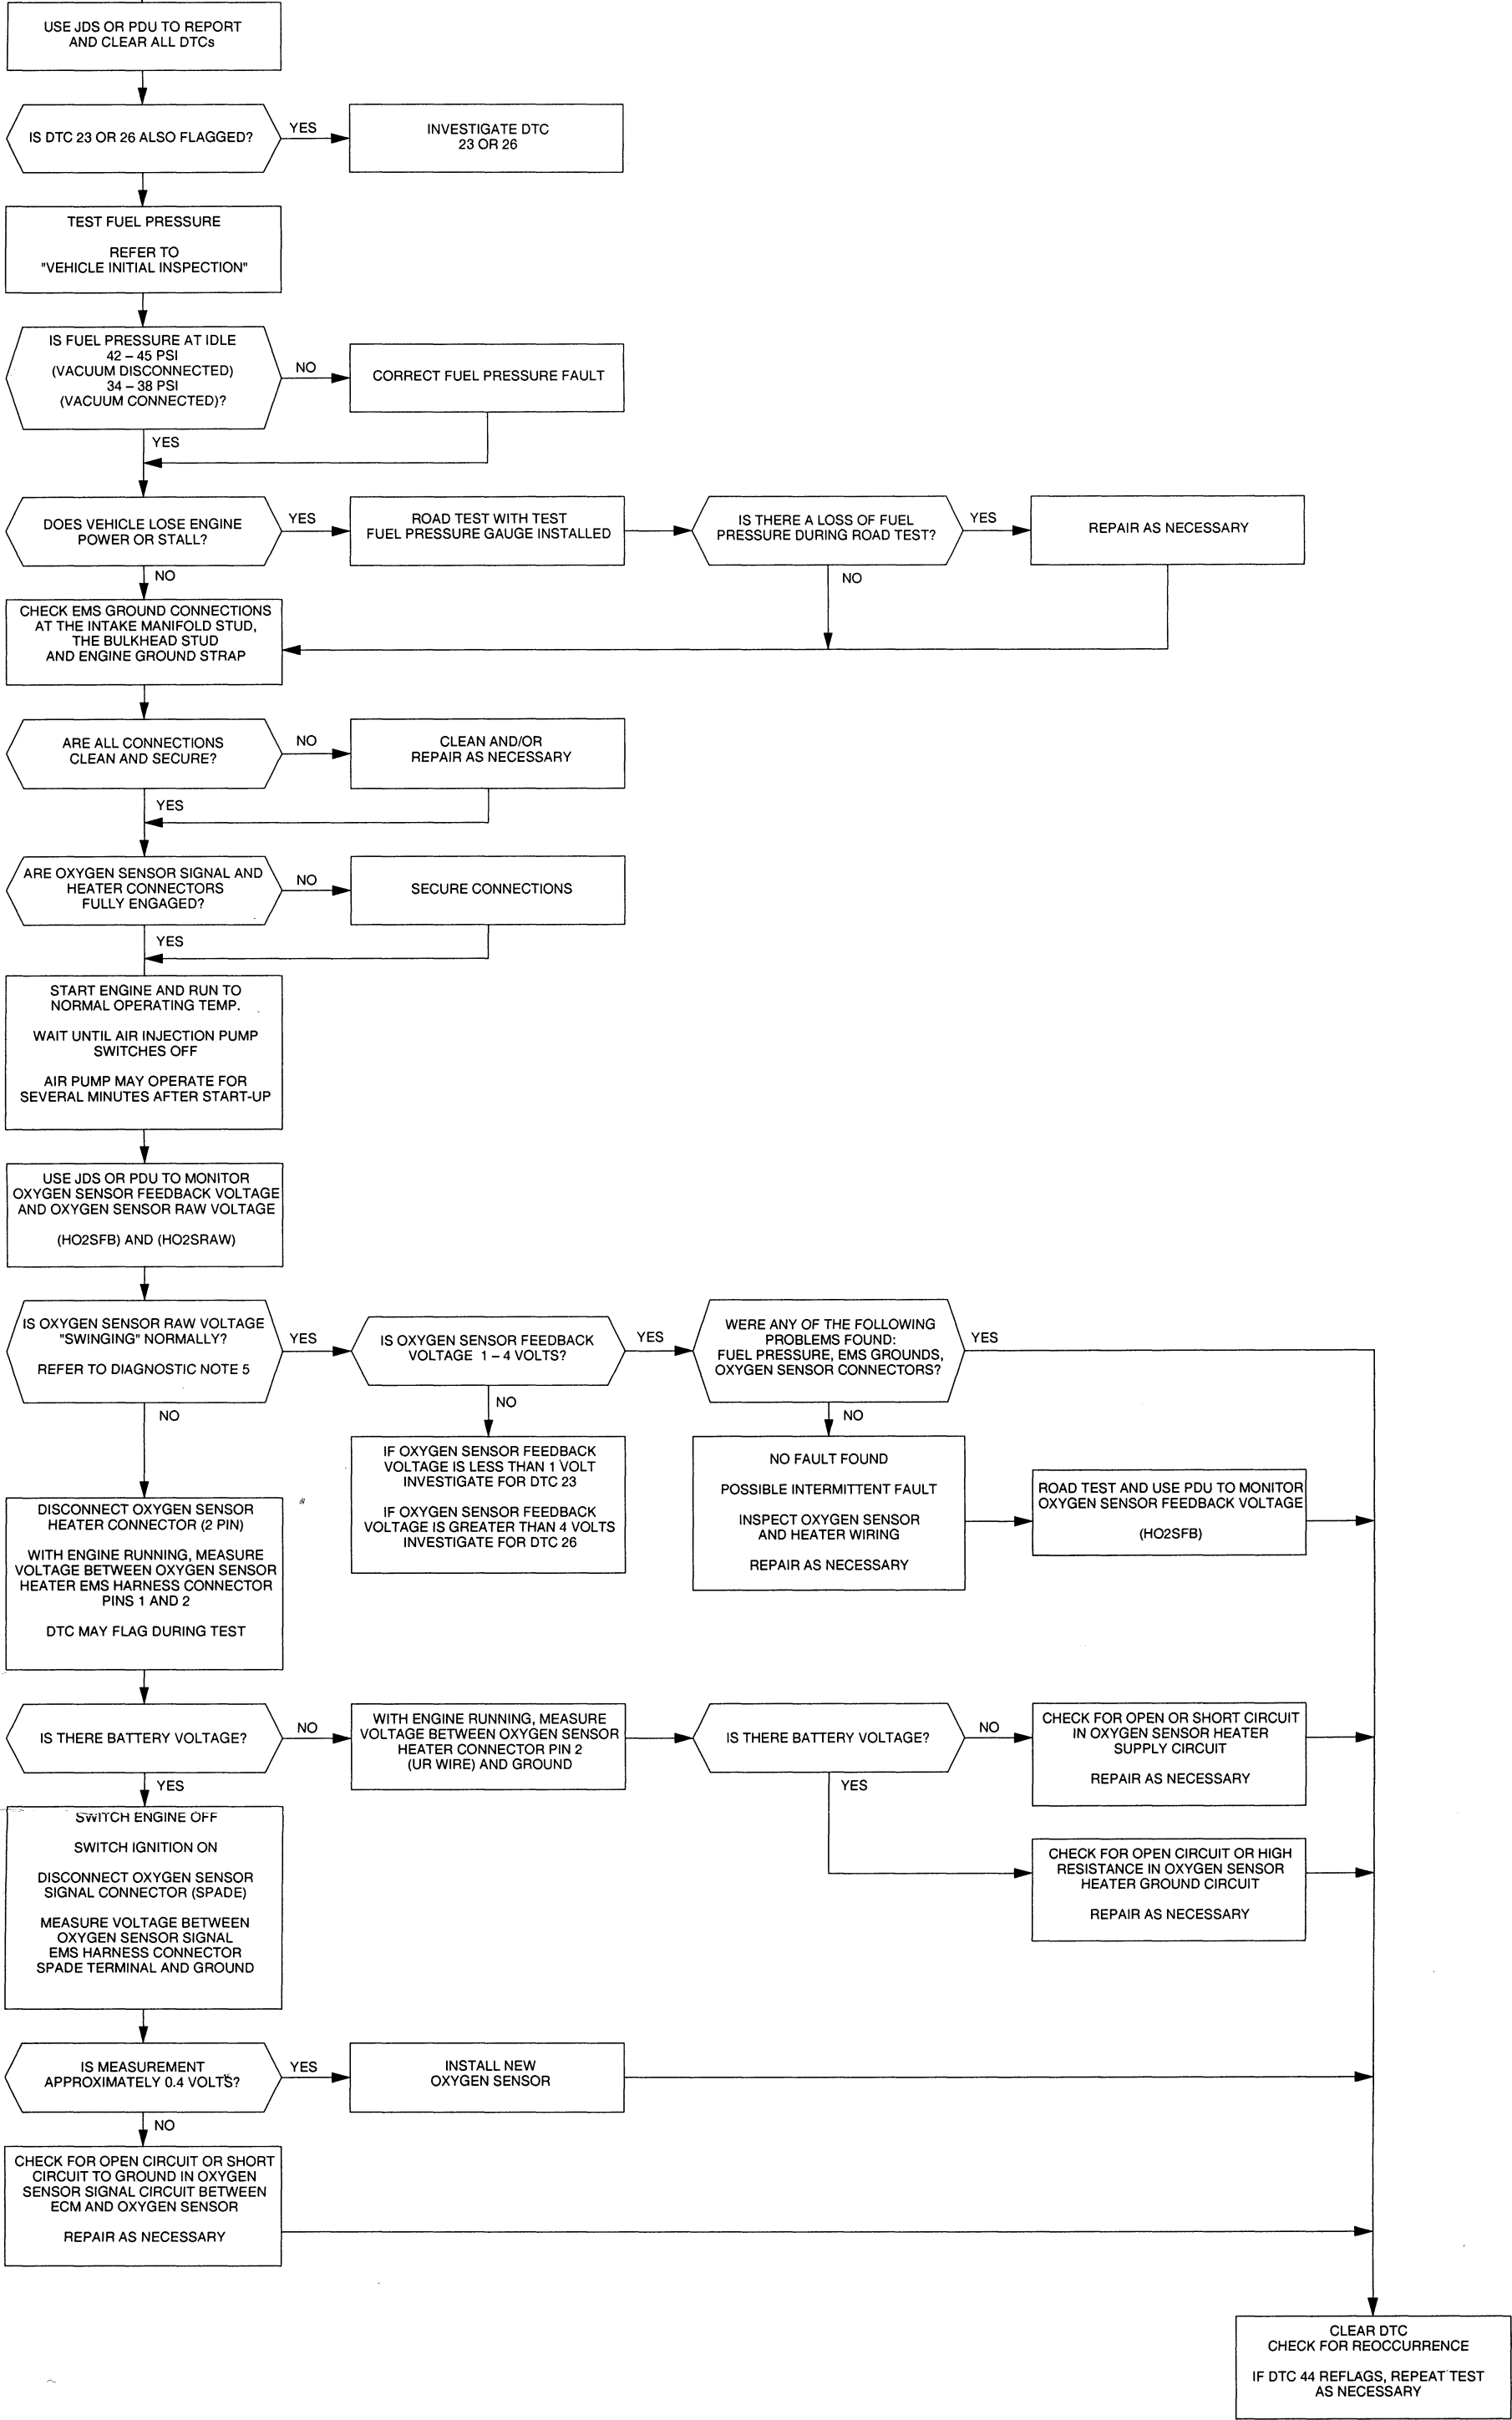 USE JDS OR PDU TO REPORT
AND CLEAR ALL DTCs
IS DTC 23 OR 26 ALSO FLAGGED?
YES
INVESTIGATE DTC
23 OR 26
TEST FUEL PRESSURE
REFER TO
"VEHICLE INITIAL INSPECTION"
IS FUEL PRESSURE AT IDLE
42 – 45 PSI
(VACUUM DISCONNECTED)
34 – 38 PSI
(VACUUM CONNECTED)?
NO
CORRECT FUEL PRESSURE FAULT
YES
DOES VEHICLE LOSE ENGINE
POWER OR STALL?
YES
ROAD TEST WITH TEST
FUEL PRESSURE GAUGE INSTALLED
IS THERE A LOSS OF FUEL
PRESSURE DURING ROAD TEST?
YES
REPAIR AS NECESSARY
NO
NO
CHECK EMS GROUND CONNECTIONS
AT THE INTAKE MANIFOLD STUD,
THE BULKHEAD STUD
AND ENGINE GROUND STRAP
ARE ALL CONNECTIONS
CLEAN AND SECURE?
NO
CLEAN AND/OR
REPAIR AS NECESSARY
YES
ARE OXYGEN SENSOR SIGNAL AND
HEATER CONNECTORS
FULLY ENGAGED?
NO
SECURE CONNECTIONS
YES
START ENGINE AND RUN TO
NORMAL OPERATING TEMP.
WAIT UNTIL AIR INJECTION PUMP
SWITCHES OFF
AIR PUMP MAY OPERATE FOR
SEVERAL MINUTES AFTER START-UP
USE JDS OR PDU TO MONITOR
OXYGEN SENSOR FEEDBACK VOLTAGE
AND OXYGEN SENSOR RAW VOLTAGE
(HO2SFB) AND (HO2SRAW)
IS OXYGEN SENSOR RAW VOLTAGE
"SWINGING" NORMALLY?
REFER TO DIAGNOSTIC NOTE 5
YES
IS OXYGEN SENSOR FEEDBACK
VOLTAGE 1 – 4 VOLTS?
YES
WERE ANY OF THE FOLLOWING
PROBLEMS FOUND:
FUEL PRESSURE, EMS GROUNDS,
OXYGEN SENSOR CONNECTORS?
YES
NO
NO
NO
IF OXYGEN SENSOR FEEDBACK
VOLTAGE IS LESS THAN 1 VOLT
INVESTIGATE FOR DTC 23
IF OXYGEN SENSOR FEEDBACK
VOLTAGE IS GREATER THAN 4 VOLTS
INVESTIGATE FOR DTC 26
NO FAULT FOUND
POSSIBLE INTERMITTENT FAULT
INSPECT OXYGEN SENSOR
AND HEATER WIRING
REPAIR AS NECESSARY
ROAD TEST AND USE PDU TO MONITOR
OXYGEN SENSOR FEEDBACK VOLTAGE
(HO2SFB)
DISCONNECT OXYGEN SENSOR
HEATER CONNECTOR (2 PIN)
WITH ENGINE RUNNING, MEASURE
VOLTAGE BETWEEN OXYGEN SENSOR
HEATER EMS HARNESS CONNECTOR
PINS 1 AND 2
DTC MAY FLAG DURING TEST
IS THERE BATTERY VOLTAGE?
NO
WITH ENGINE RUNNING, MEASURE
VOLTAGE BETWEEN OXYGEN SENSOR
HEATER CONNECTOR PIN 2
(UR WIRE) AND GROUND
IS THERE BATTERY VOLTAGE?
NO
CHECK FOR OPEN OR SHORT CIRCUIT
IN OXYGEN SENSOR HEATER
SUPPLY CIRCUIT
REPAIR AS NECESSARY
YES
YES
CHECK FOR OPEN CIRCUIT OR HIGH
RESISTANCE IN OXYGEN SENSOR
HEATER GROUND CIRCUIT
REPAIR AS NECESSARY
SWITCH ENGINE OFF
SWITCH IGNITION ON
DISCONNECT OXYGEN SENSOR
SIGNAL CONNECTOR (SPADE)
MEASURE VOLTAGE BETWEEN
OXYGEN SENSOR SIGNAL
EMS HARNESS CONNECTOR
SPADE TERMINAL AND GROUND
IS MEASUREMENT
APPROXIMATELY 0.4 VOLTS?
YES
INSTALL NEW
OXYGEN SENSOR
NO
CHECK FOR OPEN CIRCUIT OR SHORT
CIRCUIT TO GROUND IN OXYGEN
SENSOR SIGNAL CIRCUIT BETWEEN
ECM AND OXYGEN SENSOR
REPAIR AS NECESSARY
CLEAR DTC
CHECK FOR REOCCURRENCE
IF DTC 44 REFLAGS, REPEAT TEST
AS NECESSARY